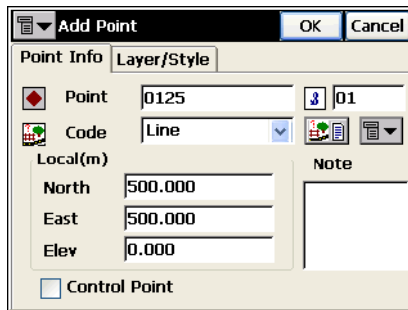 Add Point OK Cancel
Point Info Layer/Style
Point 0125 01
Code Line
Local(m) Note
North 500.000
East 500.000
Elev 0.000
Control Point